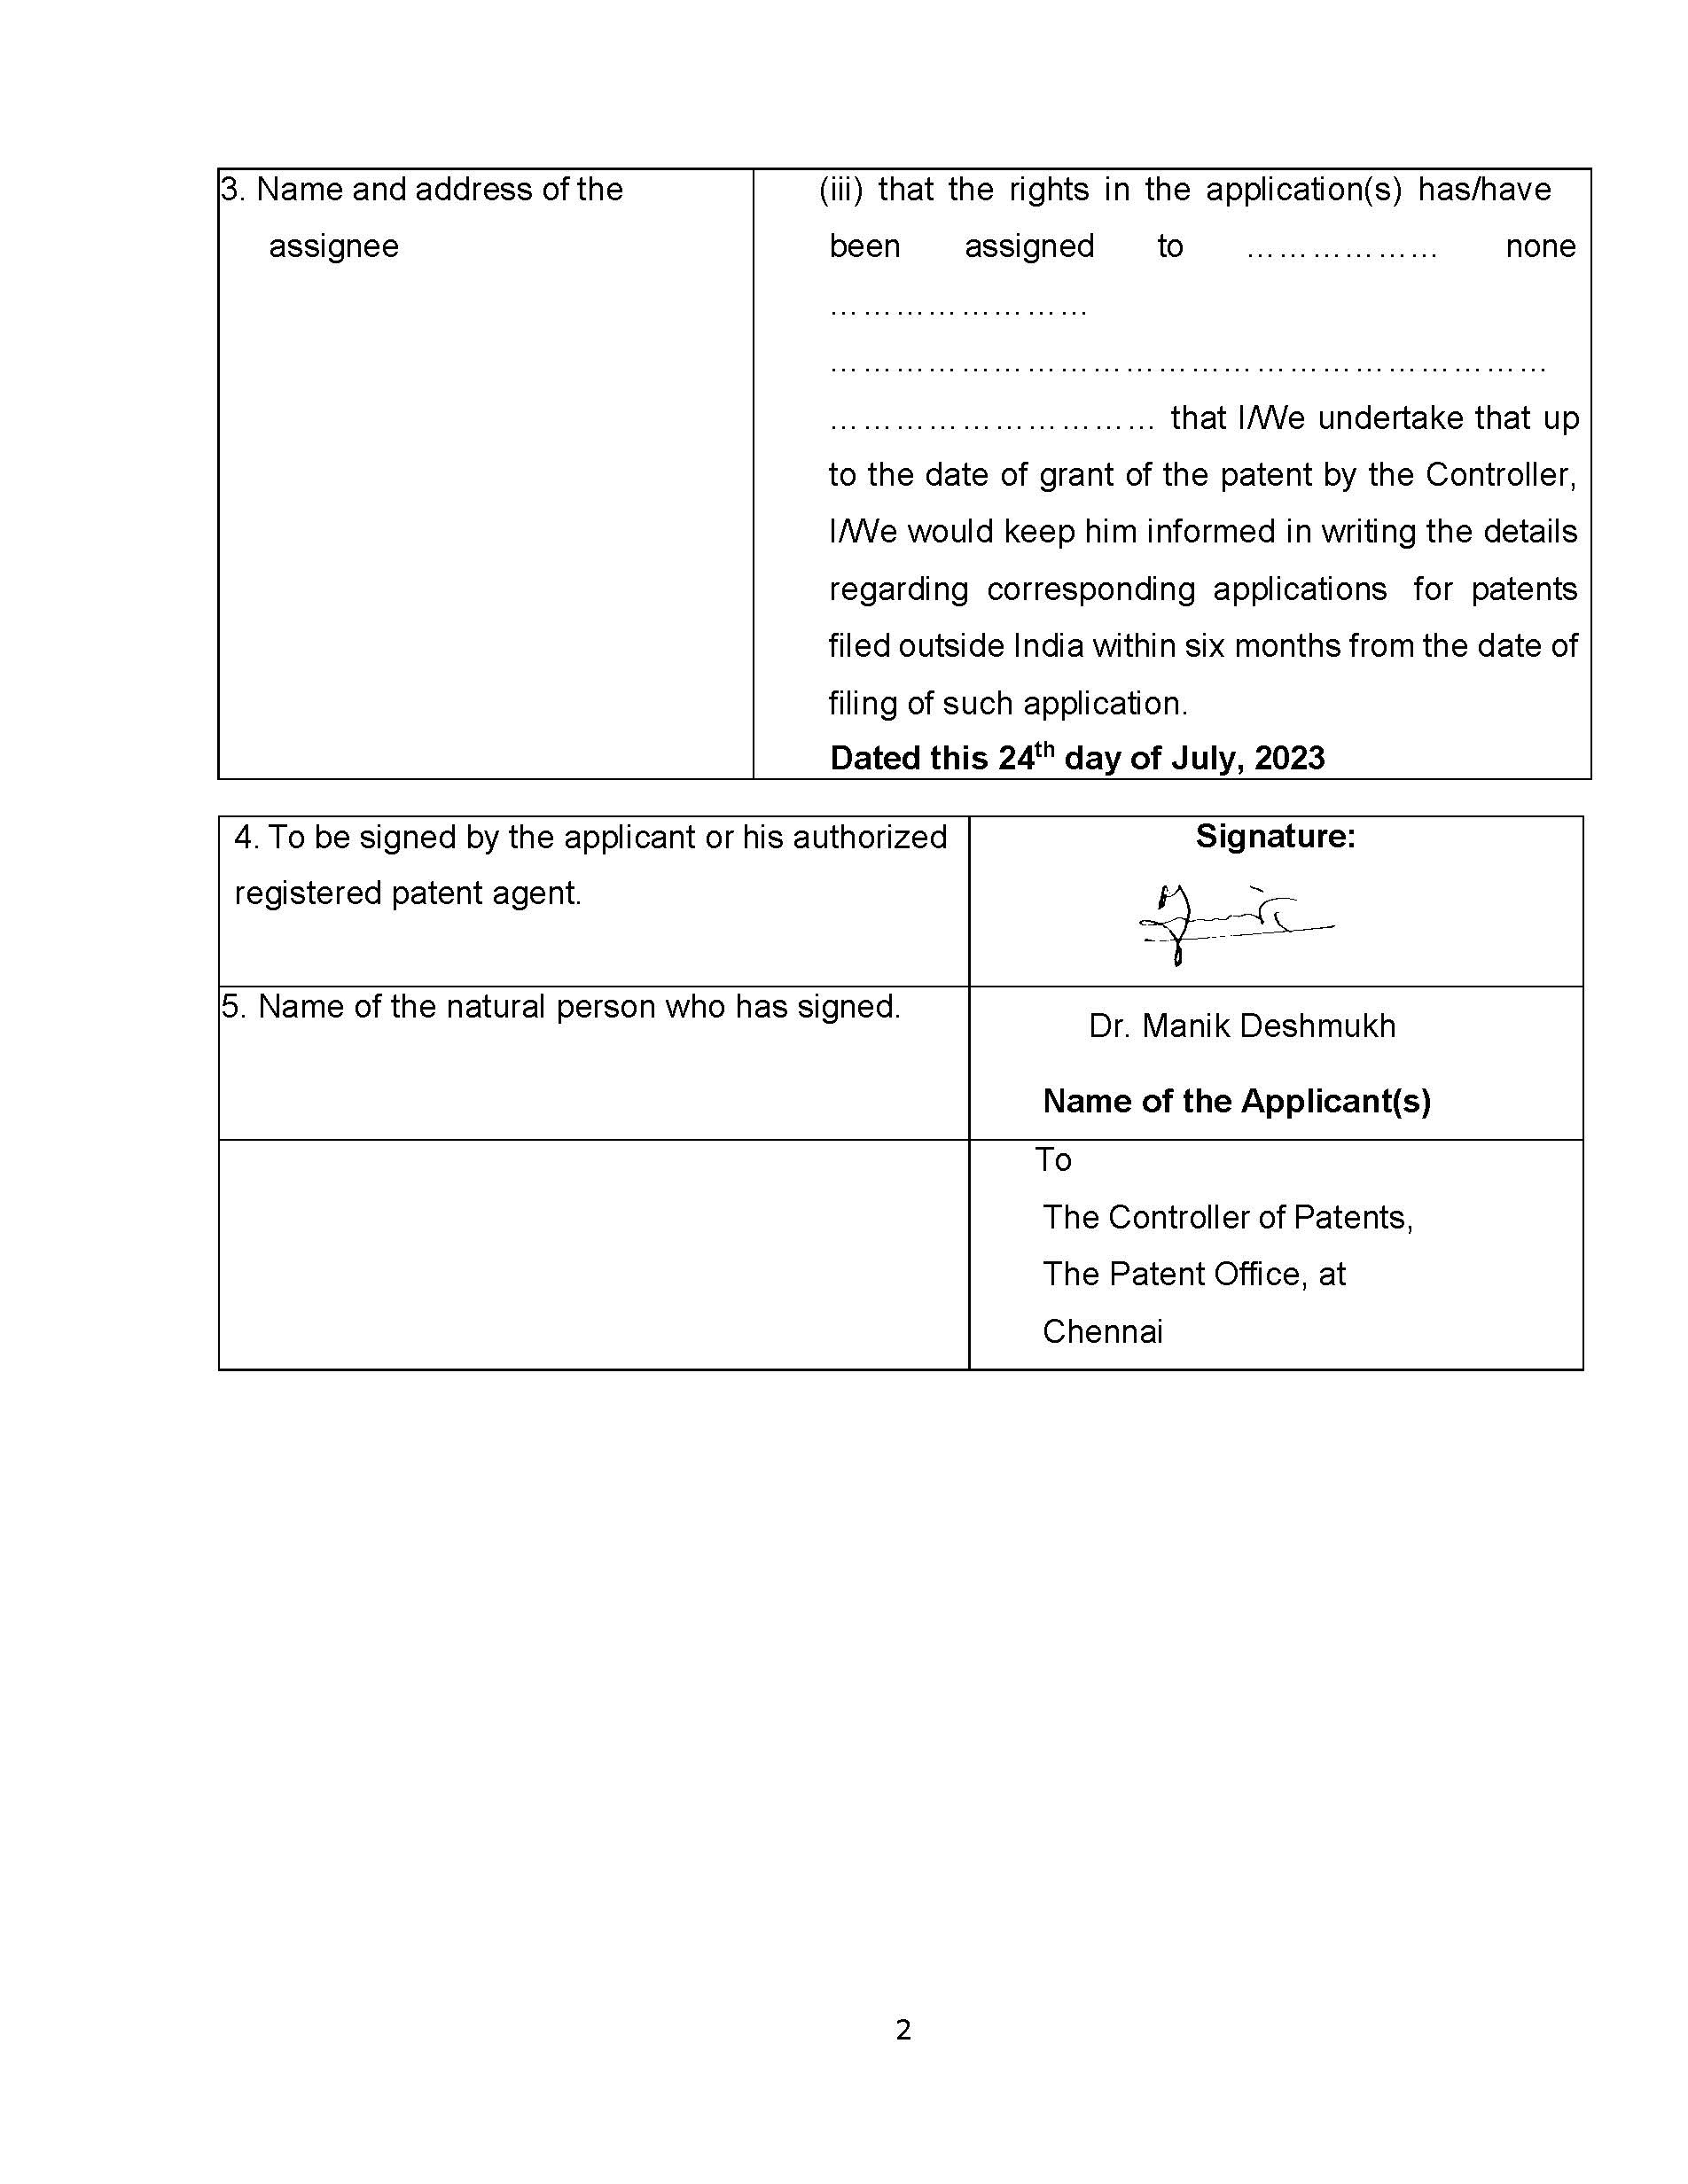 3. Name and address of the
assignee
(iii) that the rights in the application(s) has/have
been assigned to ……………… none
……………………
……………………………………………………………
………………………… that I/We undertake that up
to the date of grant of the patent by the Controller,
I/We would keep him informed in writing the details
regarding corresponding applications for patents
filed outside India within six months from the date of
filing of such application.
Dated this 24th day of July, 2023
4. To be signed by the applicant or his authorized
registered patent agent.
Signature:
5. Name of the natural person who has signed.
Dr. Manik Deshmukh
Name of the Applicant(s)
To
The Controller of Patents,
The Patent Office, at
Chennai
2